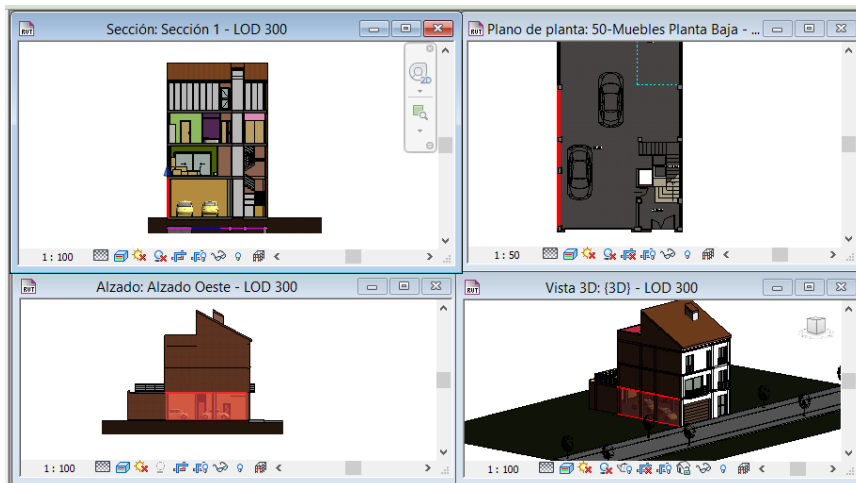 RVT Sección: Sección 1 - LOD 300
2D
1 : 100
RVT Plano de planta: 50-Muebles Planta Baja - ...
1 : 50
RVT Alzado: Alzado Oeste - LOD 300
1 : 100
RVT Vista 3D: {3D} - LOD 300
1 : 100